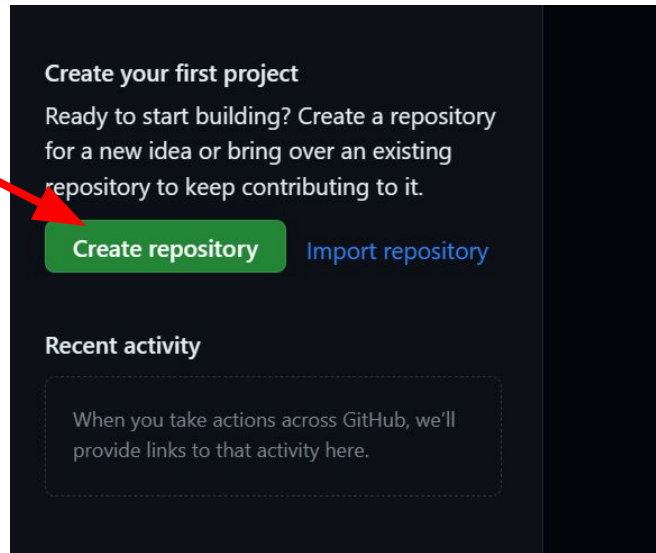 Create your first project
Ready to start building? Create a repository
for a new idea or bring over an existing
repository to keep contributing to it.
Create repository
Import repository
Recent activity
When you take actions across GitHub, we’ll
provide links to that activity here.